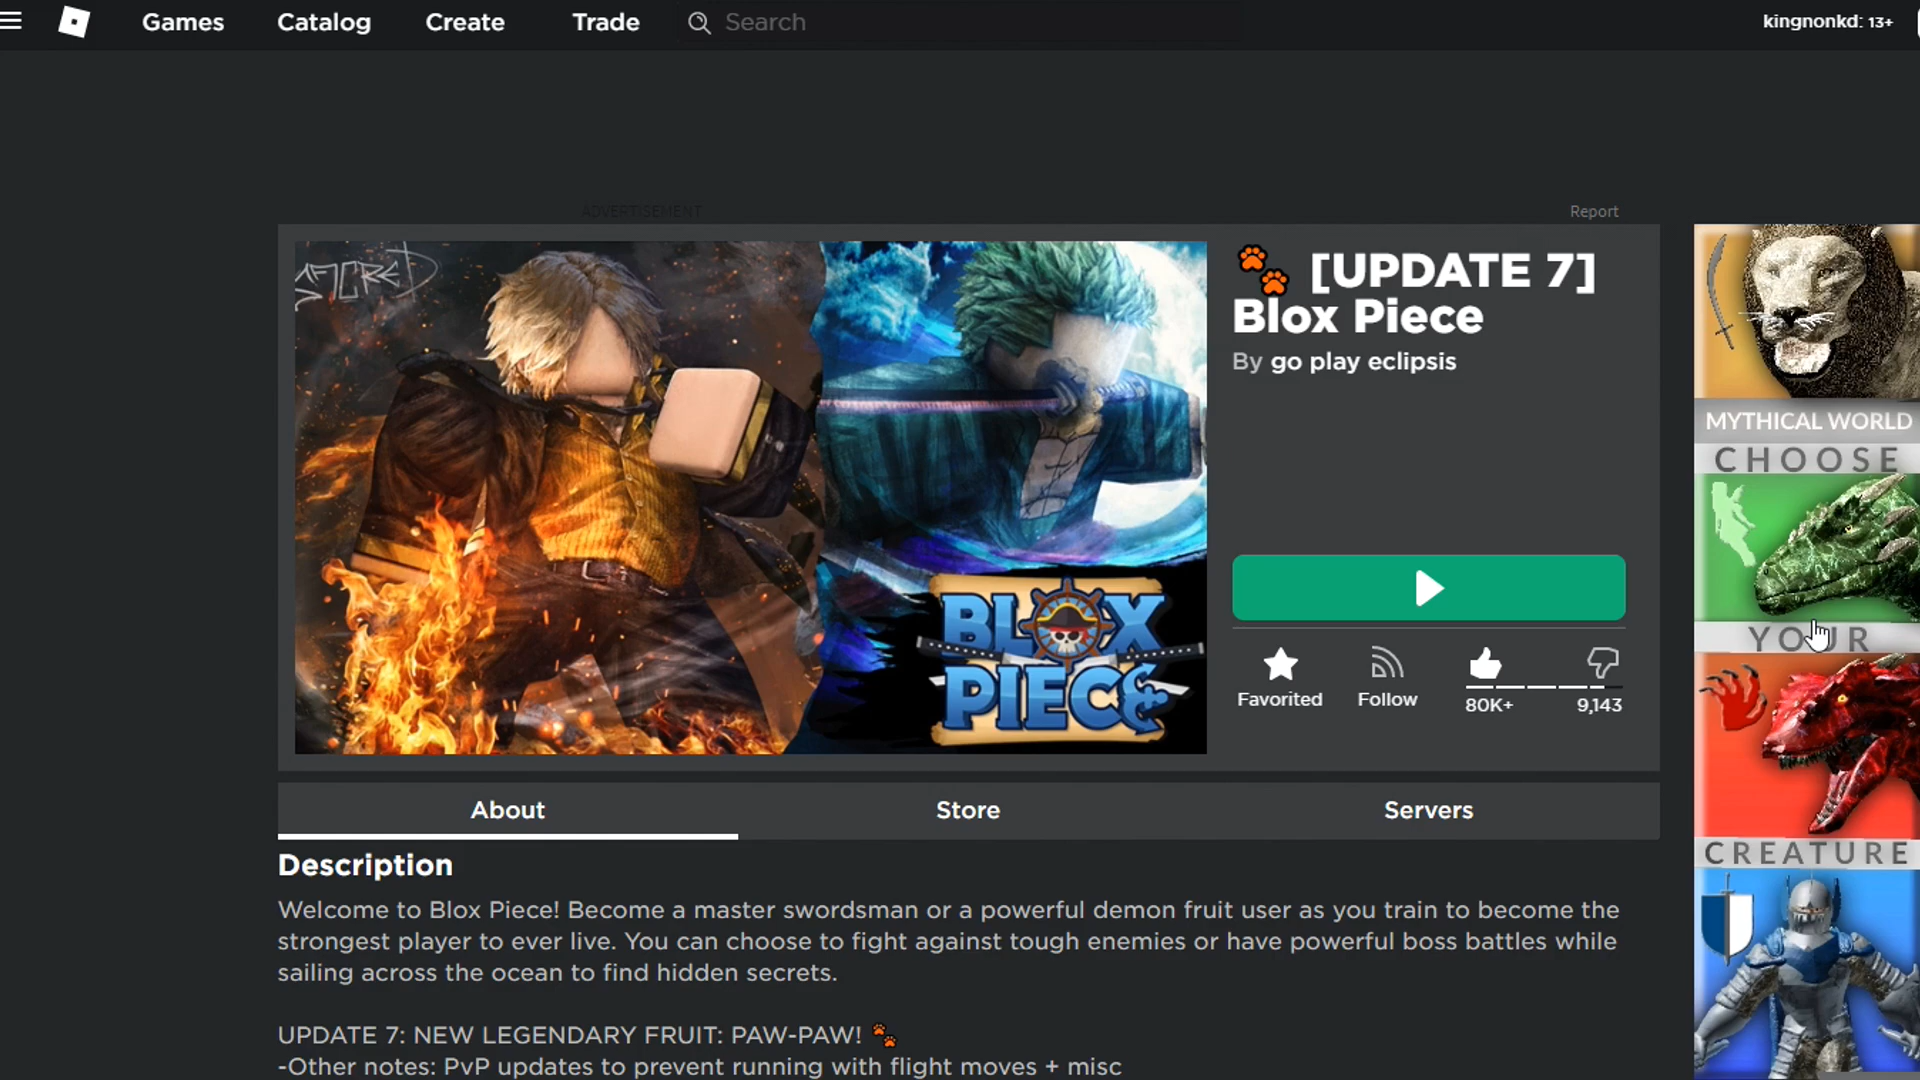 Games
Catalog
Create
Trade
Search
kingnonkd: 13+
ADVERTISEMENT
Report
[UPDATE 7]
Blox Piece
By go play eclipsis
BLOX
PIECE
Favorited
Follow
80K+
9,143
MYTHICAL WORLD
CHOOSE
YOUR
CREATURE
About
Store
Servers
Description
Welcome to Blox Piece! Become a master swordsman or a powerful demon fruit user as you train to become the
strongest player to ever live. You can choose to fight against tough enemies or have powerful boss battles while
sailing across the ocean to find hidden secrets.
UPDATE 7: NEW LEGENDARY FRUIT: PAW-PAW!
-Other notes: PvP updates to prevent running with flight moves + misc